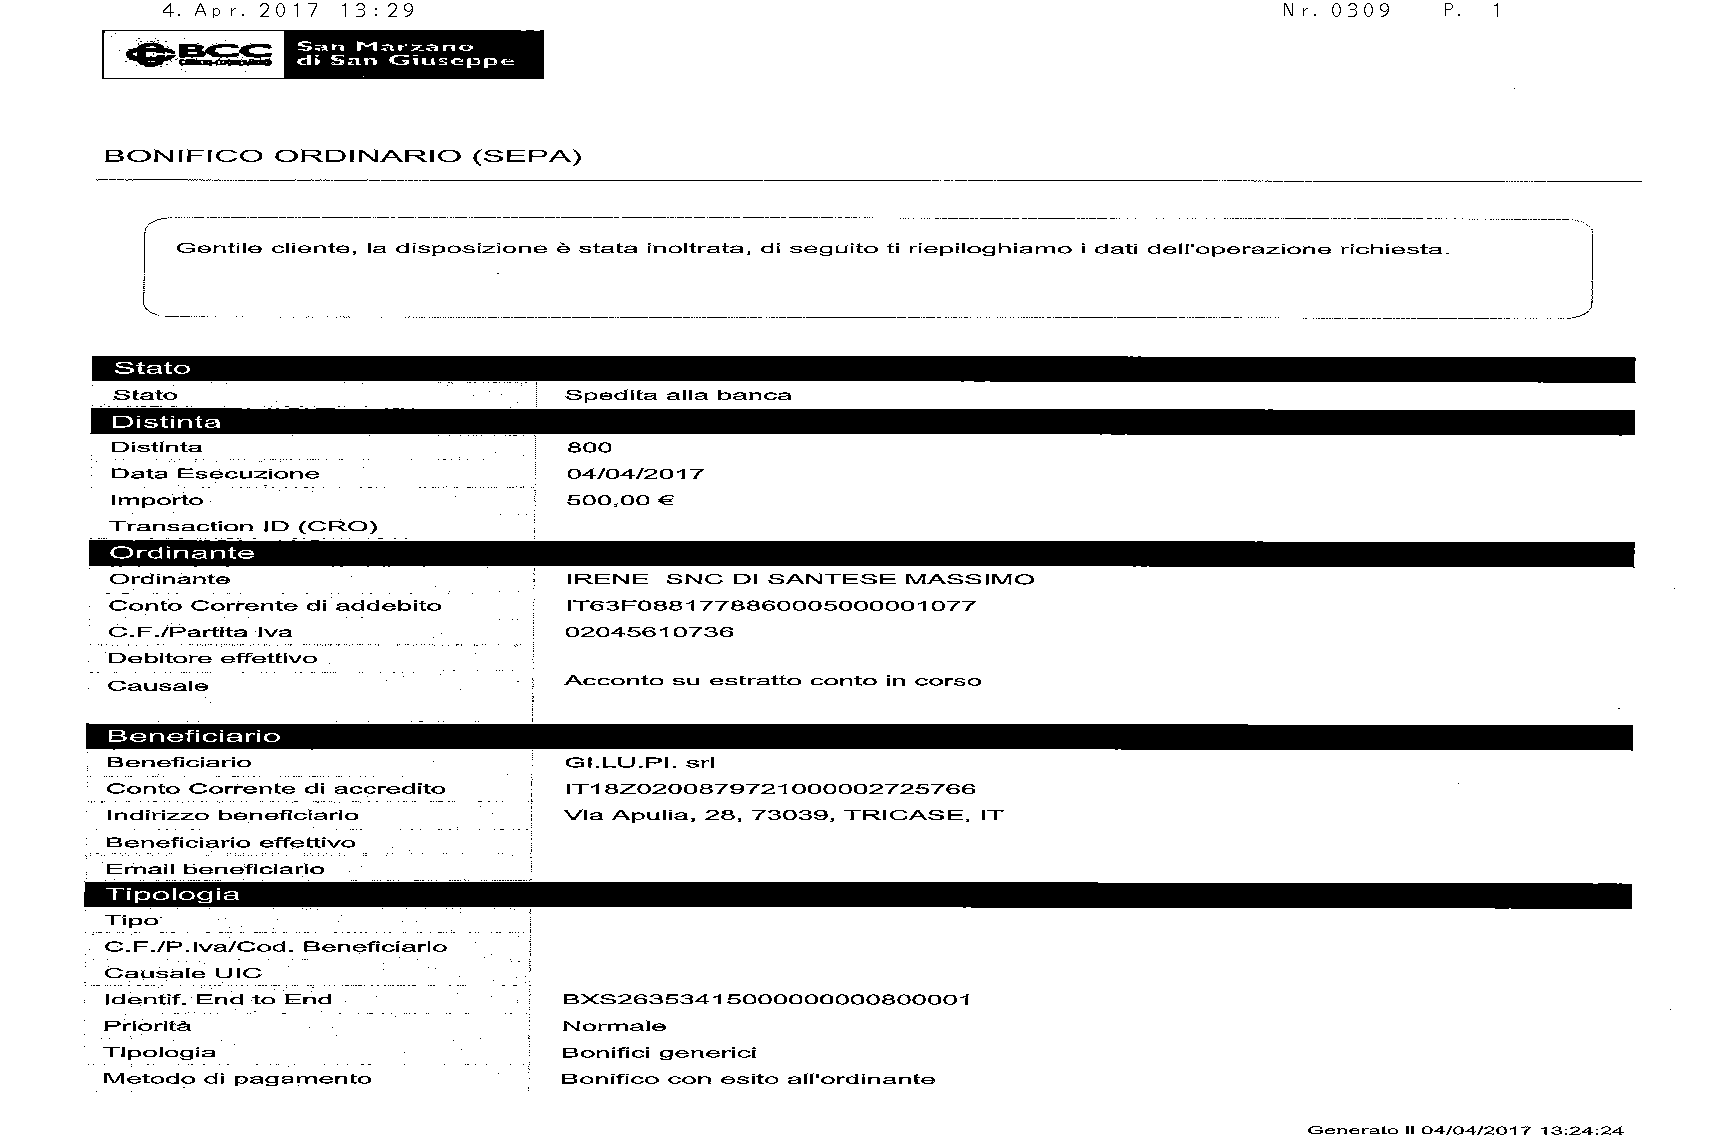 4. Apr. 2017 13:29 Nr. 0309 P. 1
BCC San Marzano
di San Giuseppe
BONIFICO ORDINARIO (SEPA)
Gentile cliente, la disposizione è stata inoltrata, di seguito ti riepiloghiamo i dati dell'operazione richiesta.
Stato
Stato Spedita alla banca
Distinta
Distinta 800
Data Esecuzione 04/04/2017
Importo 500,00 €
Transaction ID (CRO)
Ordinante
Ordinante IRENE SNC DI SANTESE MASSIMO
Conto Corrente di addebito IT63F0881778860005000001077
C.F./Partita Iva 02045610736
Debitore effettivo
Causale Acconto su estratto conto in corso
Beneficiario
Beneficiario GI.LU.PI. srl
Conto Corrente di accredito IT18Z0200879721000002725766
Indirizzo beneficiario Via Apulia, 28, 73039, TRICASE, IT
Beneficiario effettivo
Email beneficiario
Tipologia
Tipo
C.F./P.Iva/Cod. Beneficiario
Causale UIC
Identif. End to End BXS26353415000000000800001
Priorità Normale
Tipologia Bonifici generici
Metodo di pagamento Bonifico con esito all'ordinante
Generato il 04/04/2017 13:24:24